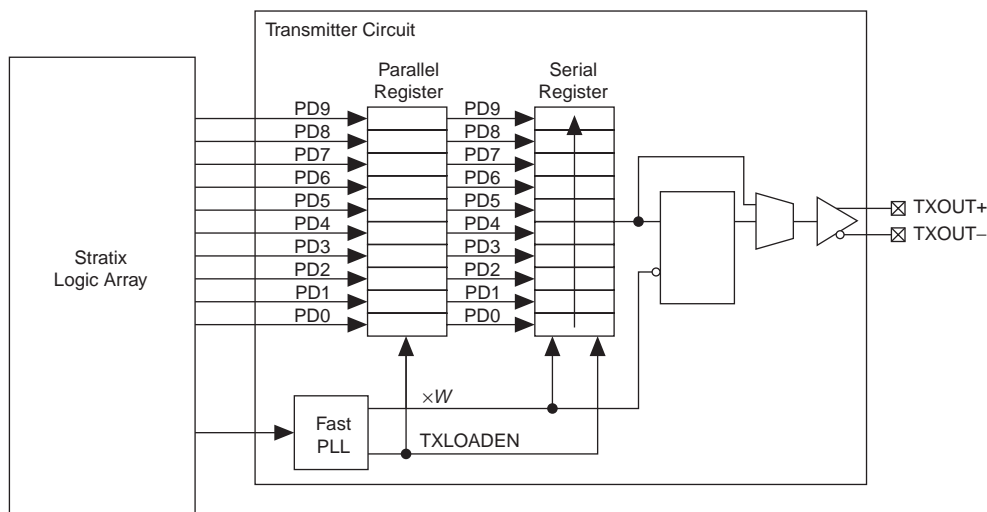 Transmitter Circuit
Parallel
Register
Serial
Register
PD9
PD8
PD7
PD6
PD5
PD4
PD3
PD2
PD1
PD0
PD9
PD8
PD7
PD6
PD5
PD4
PD3
PD2
PD1
PD0
Stratix
Logic Array
TXOUT+
TXOUT−
×W
Fast
PLL
TXLOADEN